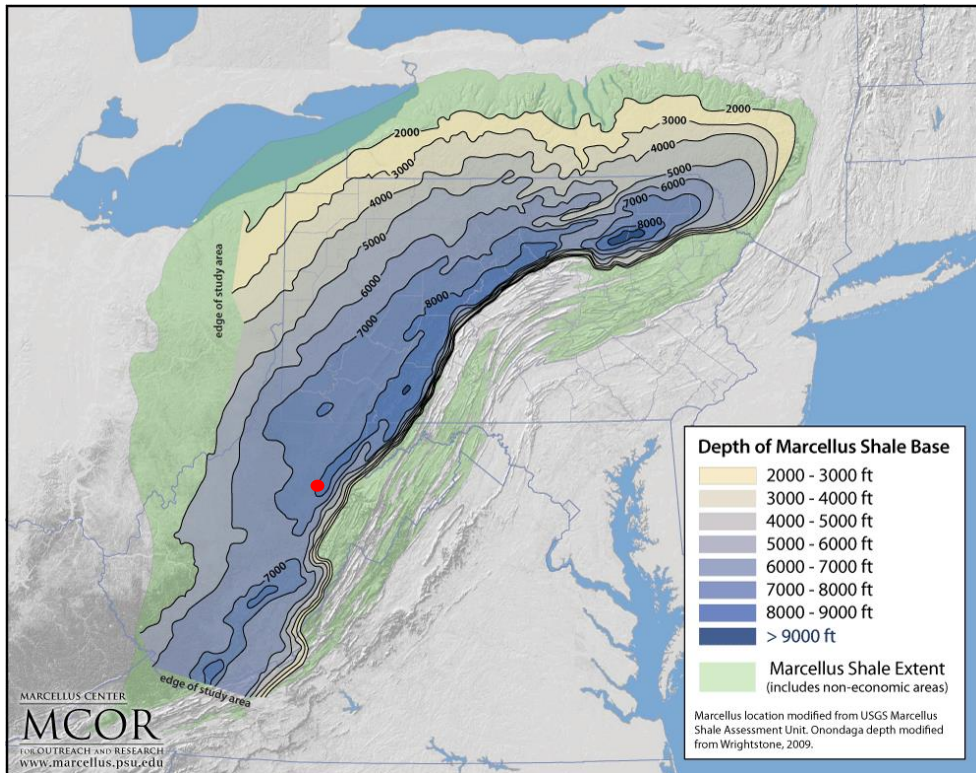 2000
2000
3000
4000
5000
6000
7000
8000
3000
4000
5000
6000
7000
8000
edge of study area
7000
edge of study area
Depth of Marcellus Shale Base
2000 - 3000 ft
3000 - 4000 ft
4000 - 5000 ft
5000 - 6000 ft
6000 - 7000 ft
7000 - 8000 ft
8000 - 9000 ft
> 9000 ft
Marcellus Shale Extent
(includes non-economic areas)
Marcellus location modified from USGS Marcellus
Shale Assessment Unit. Onondaga depth modified
from Wrightstone, 2009.
MARCELLUS CENTER
MCOR
FOR OUTREACH AND RESEARCH
www.marcellus.psu.edu